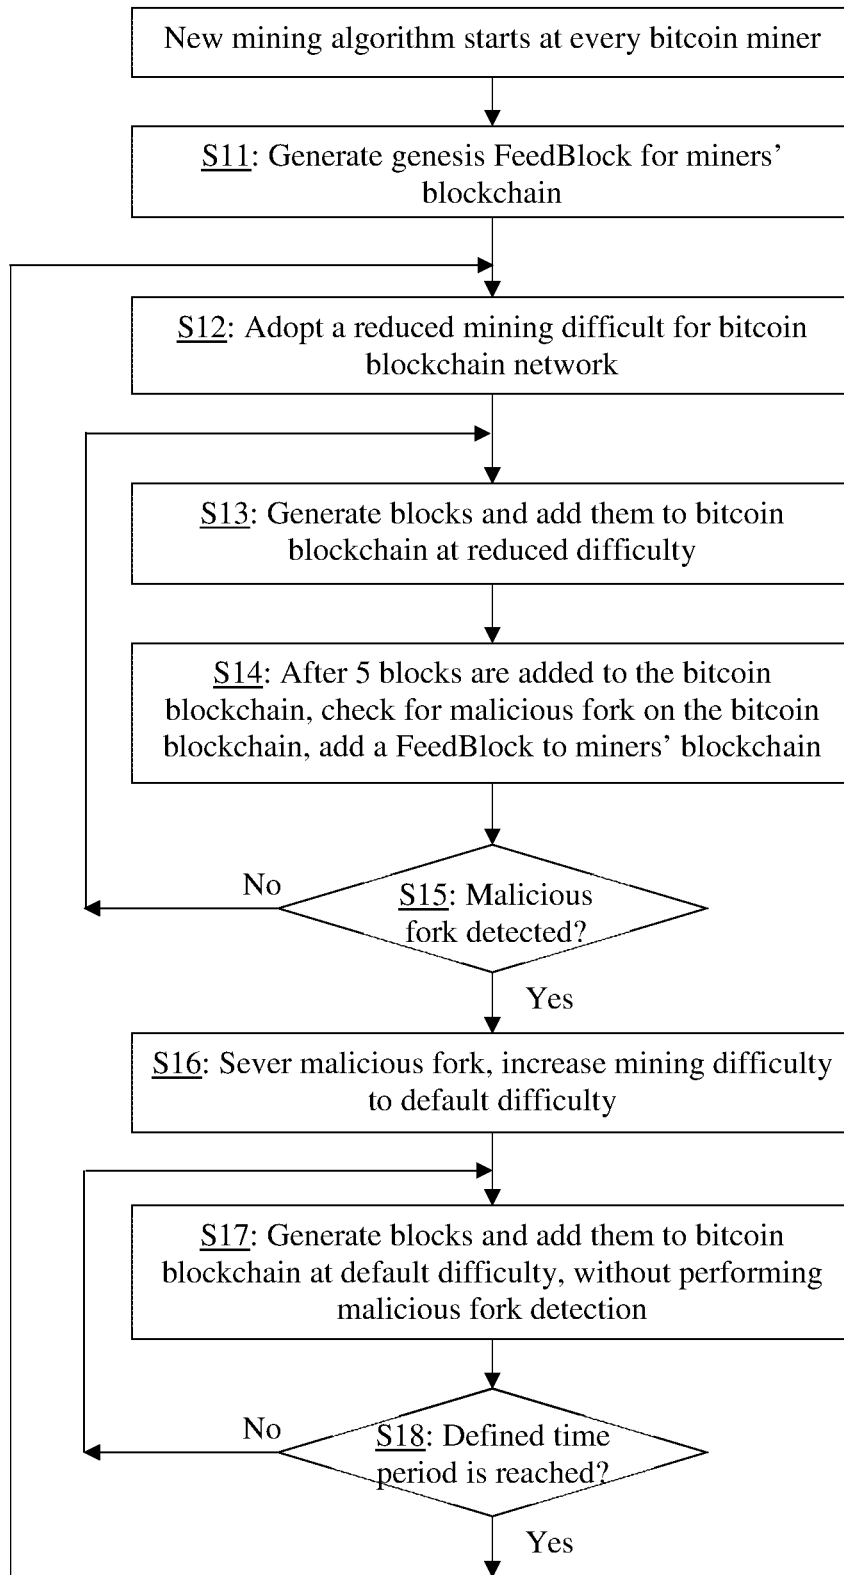 New mining algorithm starts at every bitcoin miner
S11: Generate genesis FeedBlock for miners’
blockchain
S12: Adopt a reduced mining difficult for bitcoin
blockchain network
S13: Generate blocks and add them to bitcoin
blockchain at reduced difficulty
S14: After 5 blocks are added to the bitcoin
blockchain, check for malicious fork on the bitcoin
blockchain, add a FeedBlock to miners’ blockchain
No
S15: Malicious
fork detected?
Yes
S16: Sever malicious fork, increase mining difficulty
to default difficulty
S17: Generate blocks and add them to bitcoin
blockchain at default difficulty, without performing
malicious fork detection
No
S18: Defined time
period is reached?
Yes